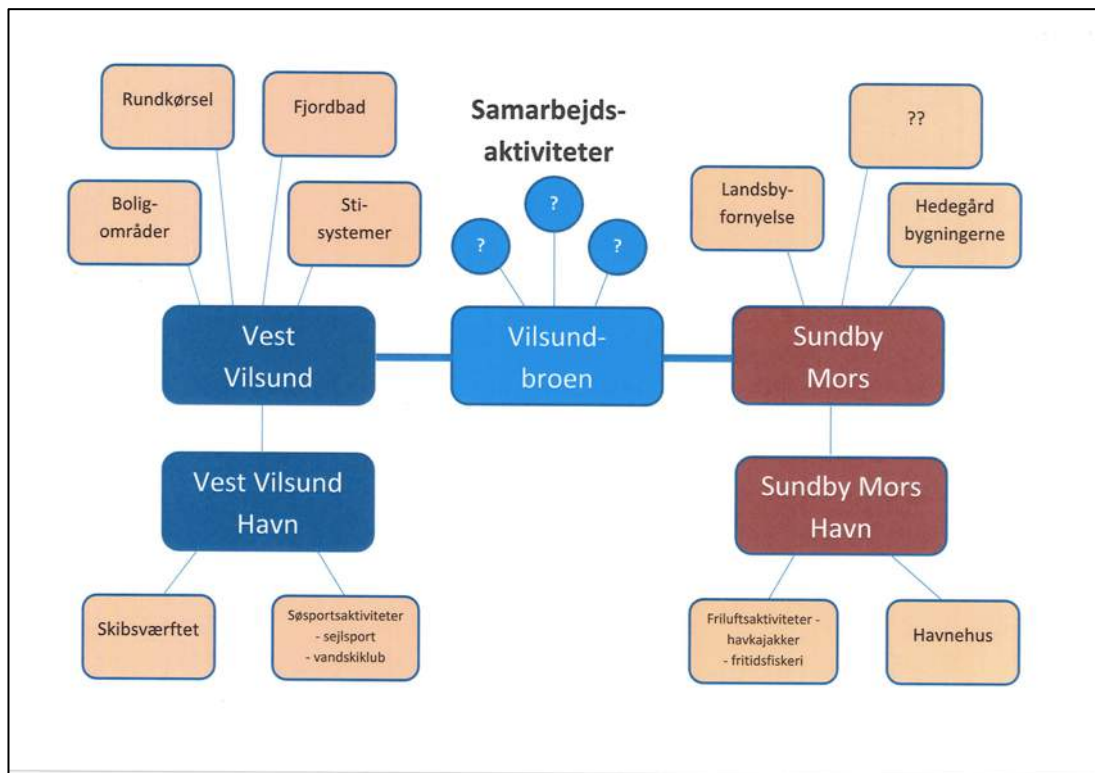 Rundkørsel
Fjordbad
Samarbejds-
aktiviteter
??
Bolig-
områder
Sti-
systemer
?
?
?
Landsby-
fornyelse
Hedegård
bygningerne
Vest
Vilsund
Vilsund-
broen
Sundby
Mors
Vest Vilsund
Havn
Sundby Mors
Havn
Skibsværftet
Søsportsaktiviteter
- sejlsport
- vandskiklub
Friluftsaktiviteter -
havkajakker
- fritidsfiskeri
Havnehus